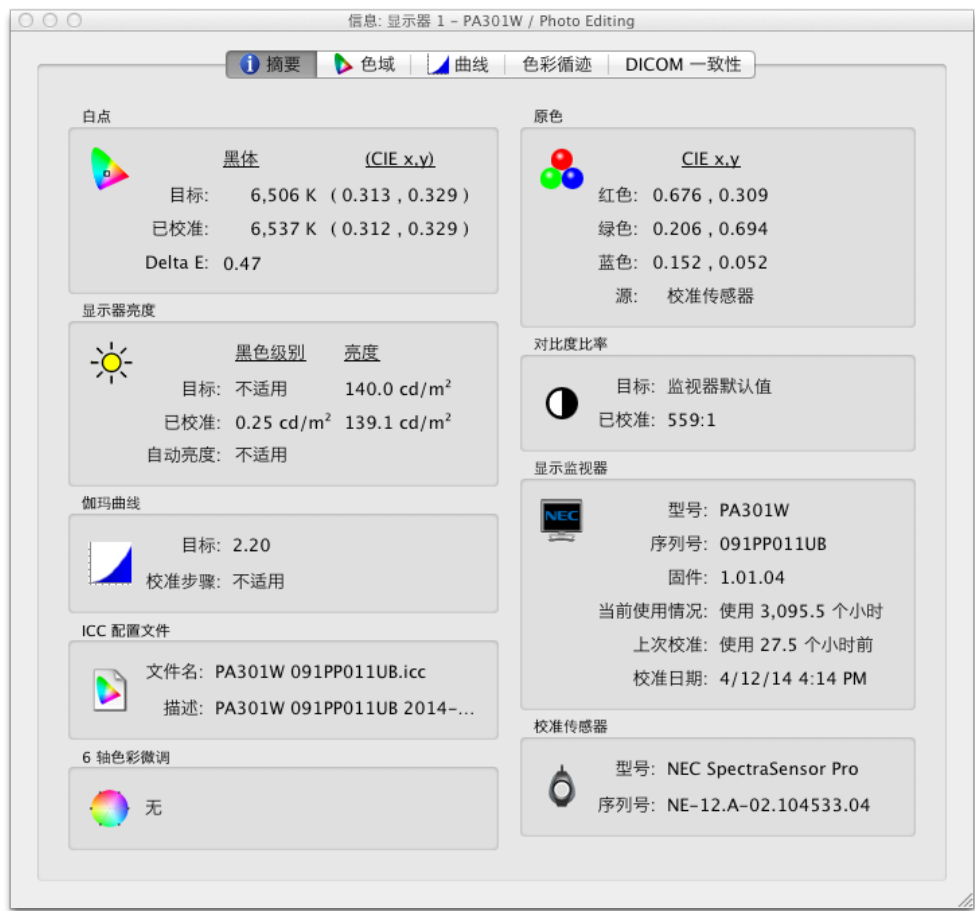 信息: 显示器 1 – PA301W / Photo Editing
摘要 色域 曲线 色彩循迹 DICOM 一致性
白点
黑体 (CIE x,y)
目标: 6,506 K ( 0.313 , 0.329 )
已校准: 6,537 K ( 0.312 , 0.329 )
Delta E: 0.47
显示器亮度
黑色级别 亮度
目标: 不适用 140.0 cd/m²
已校准: 0.25 cd/m² 139.1 cd/m²
自动亮度: 不适用
伽玛曲线
目标: 2.20
校准步骤: 不适用
ICC 配置文件
文件名: PA301W 091PP011UB.icc
描述: PA301W 091PP011UB 2014-...
6 轴色彩微调
无
原色
CIE x,y
红色: 0.676 , 0.309
绿色: 0.206 , 0.694
蓝色: 0.152 , 0.052
源: 校准传感器
对比度比率
目标: 监视器默认值
已校准: 559:1
显示监视器
NEC
型号: PA301W
序列号: 091PP011UB
固件: 1.01.04
当前使用情况: 使用 3,095.5 个小时
上次校准: 使用 27.5 个小时前
校准日期: 4/12/14 4:14 PM
校准传感器
型号: NEC SpectraSensor Pro
序列号: NE-12.A-02.104533.04